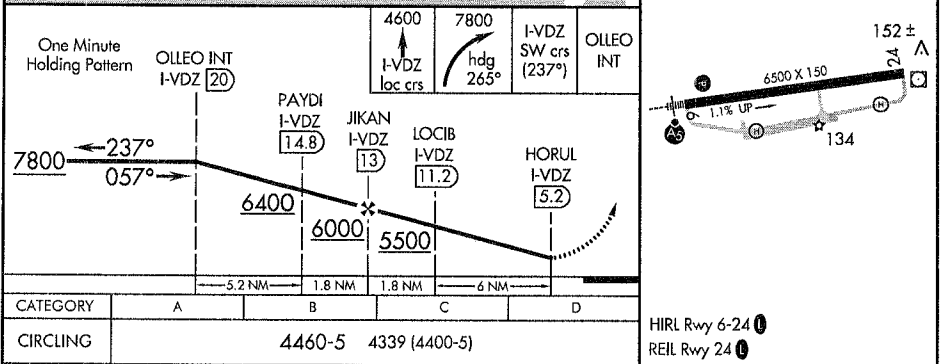 One Minute
Holding Pattern
OLLEO INT
I-VDZ 20
4600
I-VDZ
loc crs
7800
hdg
265°
I-VDZ
SW crs
(237°)
OLLEO
INT
PAYDI
I-VDZ
14.8
JIKAN
I-VDZ
13
LOCIB
I-VDZ
11.2
HORUL
I-VDZ
5.2
7800
237°
057°
6400
6000
5500
5.2 NM
1.8 NM
1.8 NM
6 NM
CATEGORY A B C D
CIRCLING 4460-5 4339 (4400-5)
152 ±
24
6500 X 150
1.1% UP
6
A5
H
H
H
134
HIRL Rwy 6-24 L
REIL Rwy 24 L